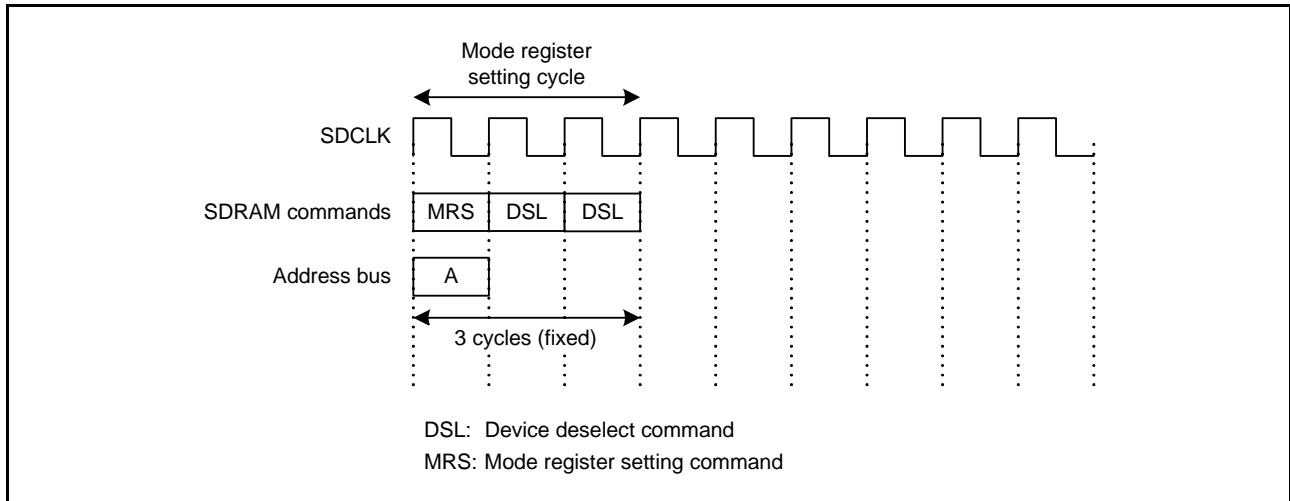 Mode register
setting cycle
SDCLK
SDRAM commands MRS DSL DSL
Address bus A
3 cycles (fixed)
DSL: Device deselect command
MRS: Mode register setting command